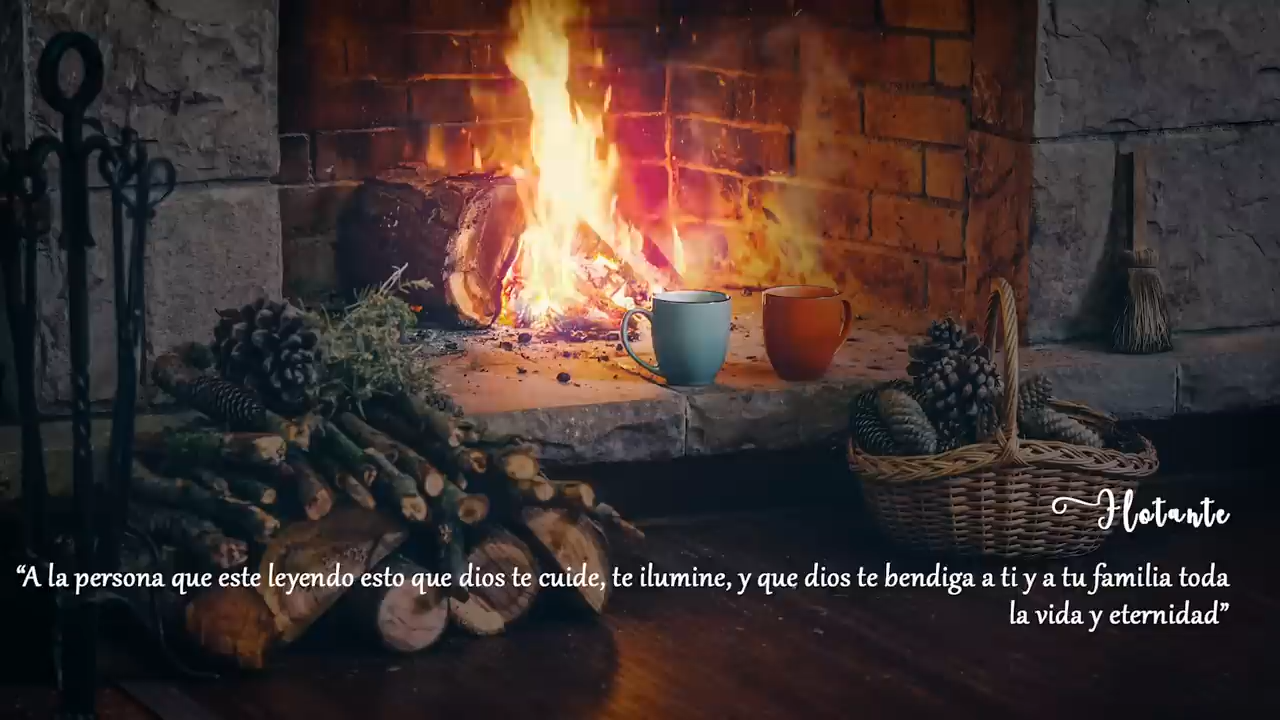 Flotante
“A la persona que este leyendo esto que dios te cuide, te ilumine, y que dios te bendiga a ti y a tu familia toda
la vida y eternidad”